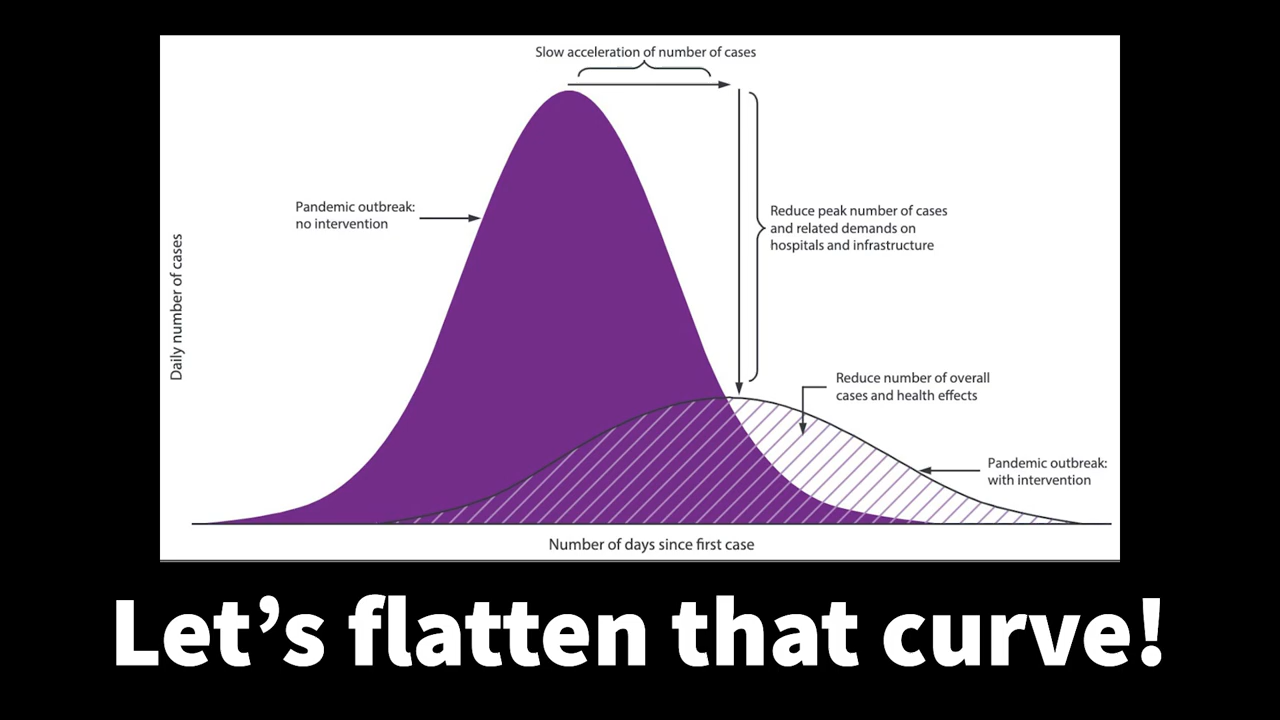 Slow acceleration of number of cases
Pandemic outbreak:
no intervention
Reduce peak number of cases
and related demands on
hospitals and infrastructure
Daily number of cases
Reduce number of overall
cases and health effects
Pandemic outbreak:
with intervention
Number of days since first case
Let’s flatten that curve!